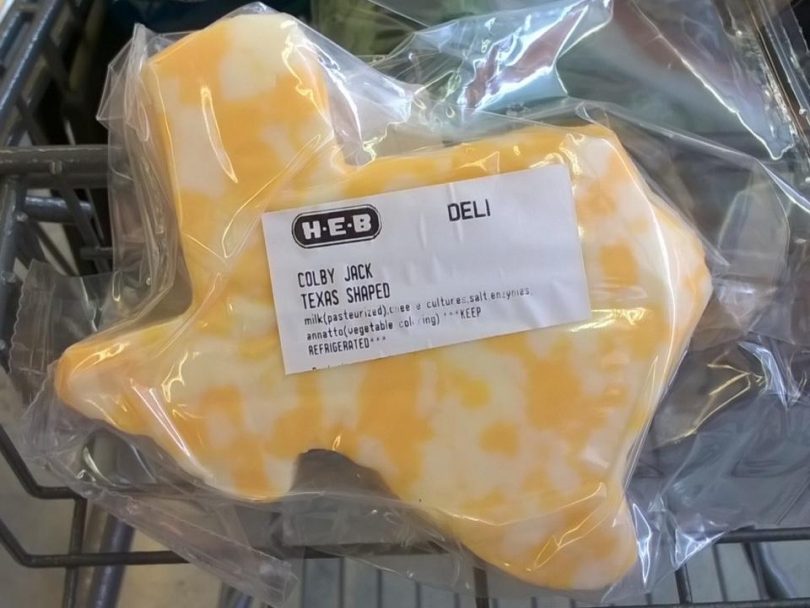 H·E·B DELI
COLBY JACK
TEXAS SHAPED
milk(pasteurized),cheese cultures,salt,enzymes,
annatto(vegetable coloring) ***KEEP
REFRIGERATED***